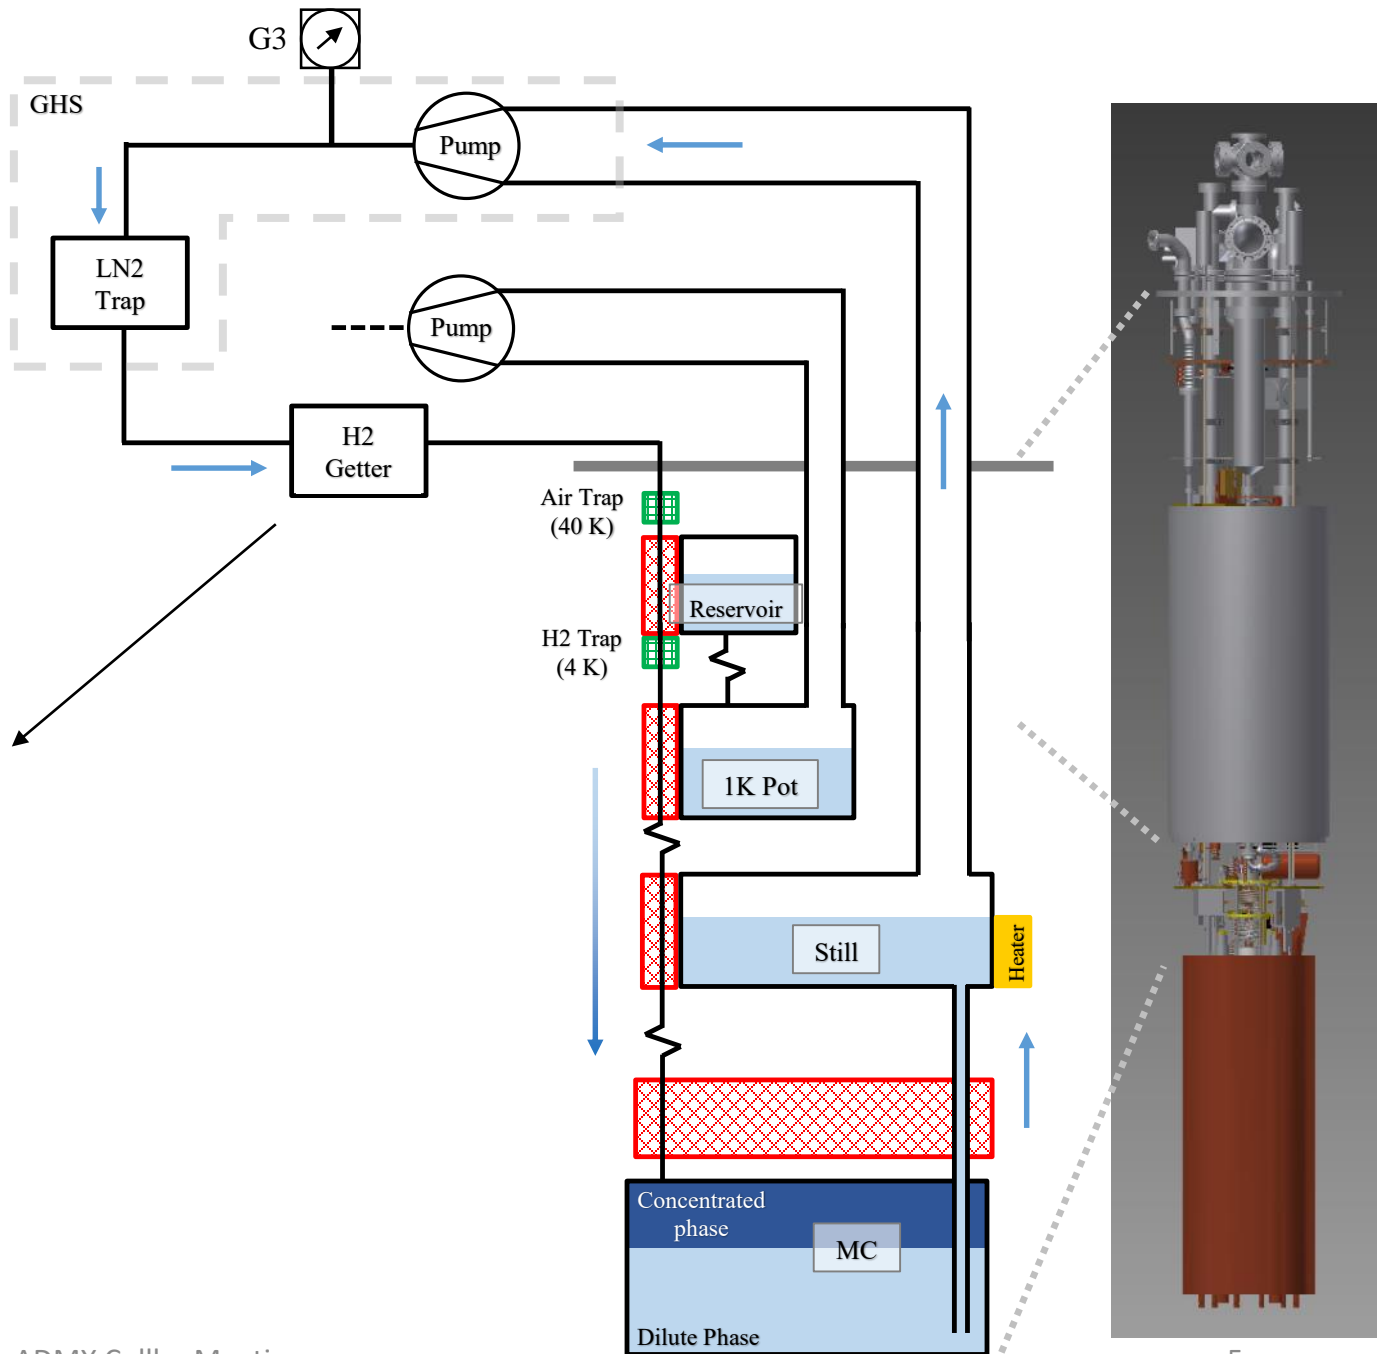 G3
GHS
Pump
LN2
Trap
Pump
H2
Getter
Air Trap
(40 K)
Reservoir
H2 Trap
(4 K)
1K Pot
Still
Heater
Concentrated
phase
MC
Dilute Phase